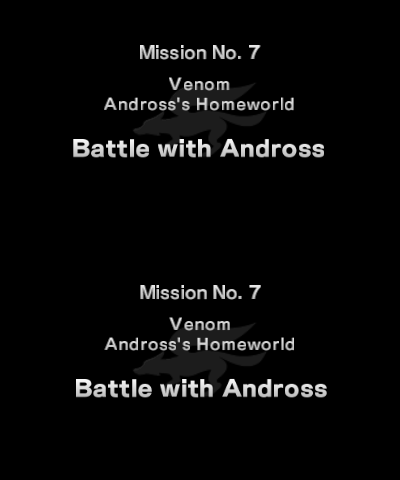 Mission No. 7
Venom
Andross's Homeworld
Battle with Andross
Mission No. 7
Venom
Andross's Homeworld
Battle with Andross